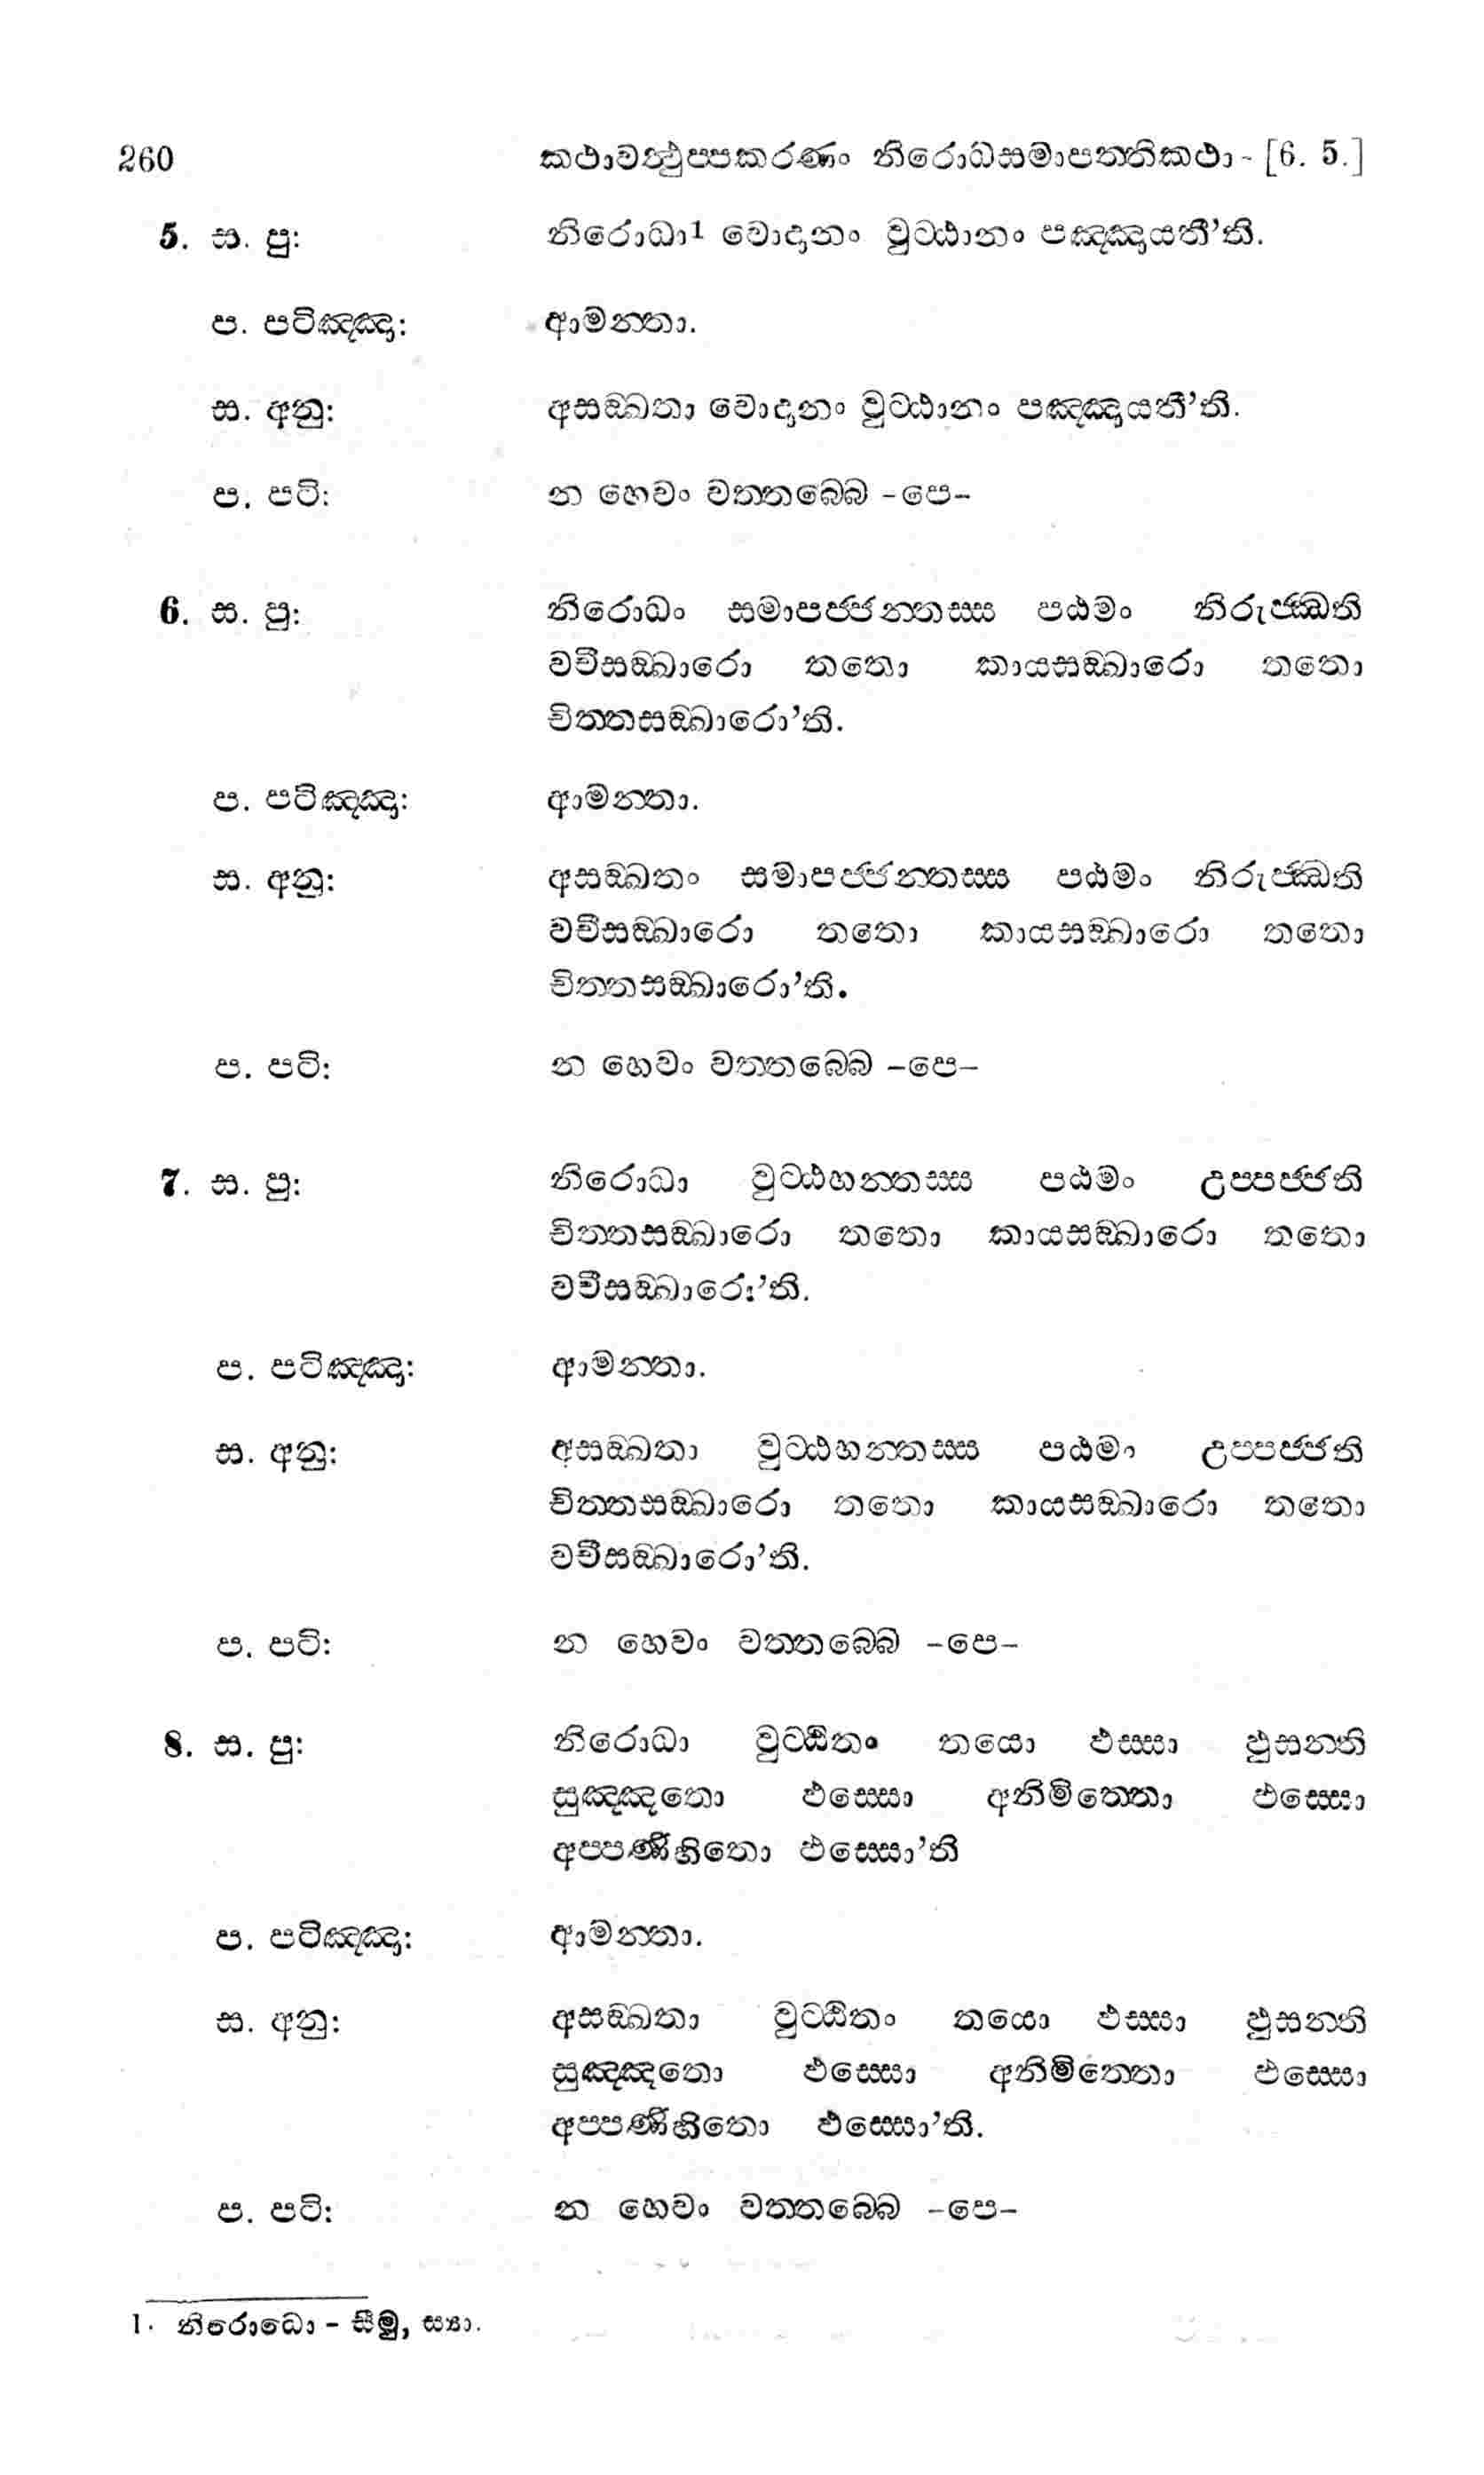 260 කථාවත්‍ථුප්පකරණං නිරොධසමාපත්තිකථා - [6. 5.]
5. ස. පු: නිරොධා1 වොදානං වුට්ඨානං පඤ්ඤායතී’ති.
ප. පටිඤ්ඤා: ආමන්තා.
ස. අනු: අසඞ්ඛතා වොදානං වුට්ඨානං පඤ්ඤායතී’ති.
ප. පටි: න හෙවං වත්තබ්බෙ -පෙ-
6. ස. පු: නිරොධං සමාපජ්ජන්තස්ස පඨමං නිරුජ්ඣති
වචීසඞ්ඛාරො තතො කායසඞ්ඛාරො තතො
චිත්තසඞ්ඛාරො’ති.
ප. පටිඤ්ඤා: ආමන්තා.
ස. අනු: අසඞ්ඛතං සමාපජ්ජන්තස්ස පඨමං නිරුජ්ඣති
වචීසඞ්ඛාරො තතො කායසඞ්ඛාරො තතො
චිත්තසඞ්ඛාරො’ති.
ප. පටි: න හෙවං වත්තබ්බෙ -පෙ-
7. ස. පු: නිරොධා වුට්ඨහන්තස්ස පඨමං උප්පජ්ජති
චිත්තසඞ්ඛාරො තතො කායසඞ්ඛාරො තතො
වචීසඞ්ඛාරො’ති.
ප. පටිඤ්ඤා: ආමන්තා.
ස. අනු: අසඞ්ඛතා වුට්ඨහන්තස්ස පඨමං උප්පජ්ජති
චිත්තසඞ්ඛාරො තතො කායසඞ්ඛාරො තතො
වචීසඞ්ඛාරො’ති.
ප. පටි: න හෙවං වත්තබ්බෙ -පෙ-
8. ස. පු: නිරොධා වුට්ඨිතං තයො ඵස්සා ඵුසන්ති
සුඤ්ඤතො ඵස්සො අනිමිත්තො ඵස්සො
අප්පණිහිතො ඵස්සො’ති
ප. පටිඤ්ඤා: ආමන්තා.
ස. අනු: අසඞ්ඛතා වුට්ඨිතං තයො ඵස්සා ඵුසන්ති
සුඤ්ඤතො ඵස්සො අනිමිත්තො ඵස්සො
අප්පණිහිතො ඵස්සො’ති.
ප. පටි: න හෙවං වත්තබ්බෙ -පෙ-
1. නිරොධො - සීමු, ස්‍යා.